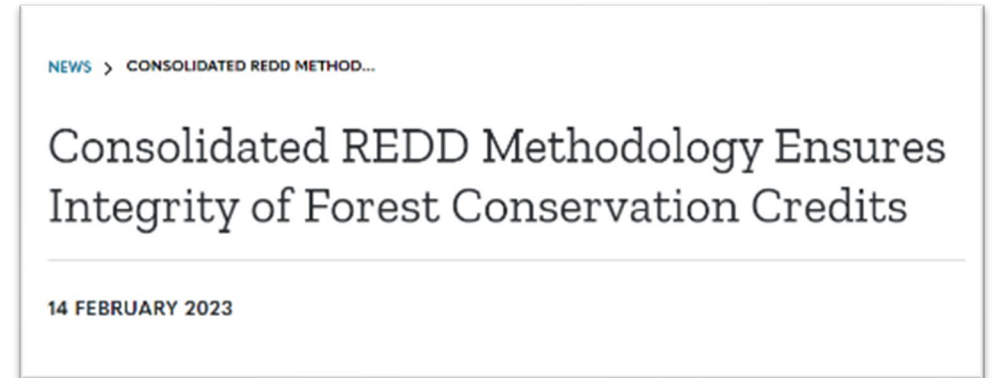 NEWS > CONSOLIDATED REDD METHOD...
Consolidated REDD Methodology Ensures
Integrity of Forest Conservation Credits
14 FEBRUARY 2023